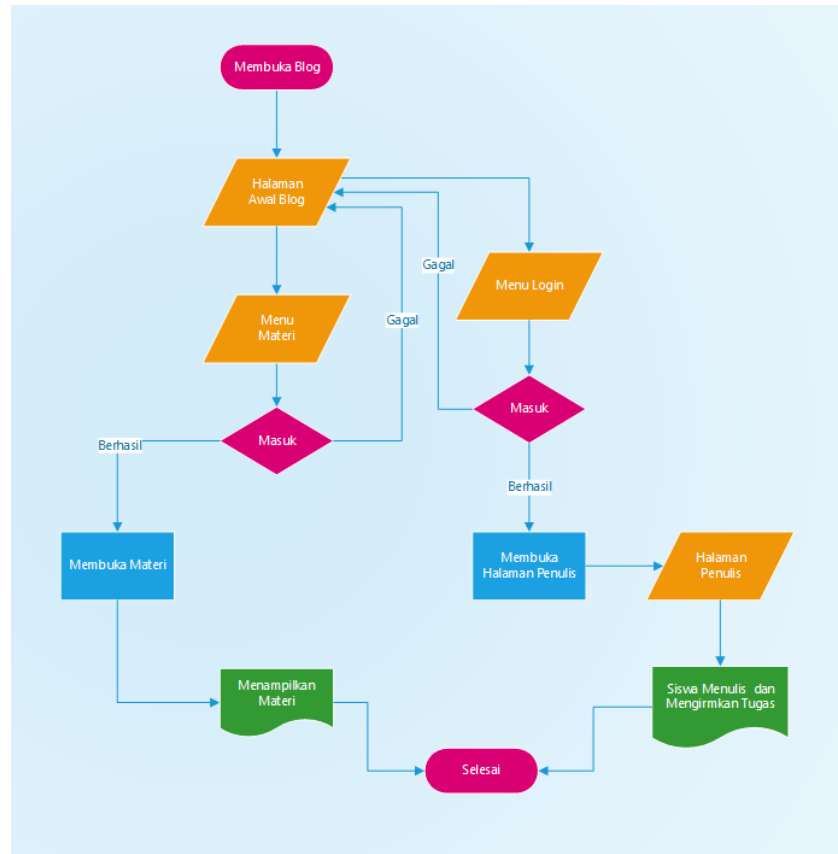 Membuka Blog
Halaman
Awal Blog
Gagal
Menu Login
Menu
Materi
Gagal
Masuk
Masuk
Berhasil
Berhasil
Membuka Materi
Membuka
Halaman Penulis
Halaman
Penulis
Menampilkan
Materi
Siswa Menulis dan
Mengirmkan Tugas
Selesai